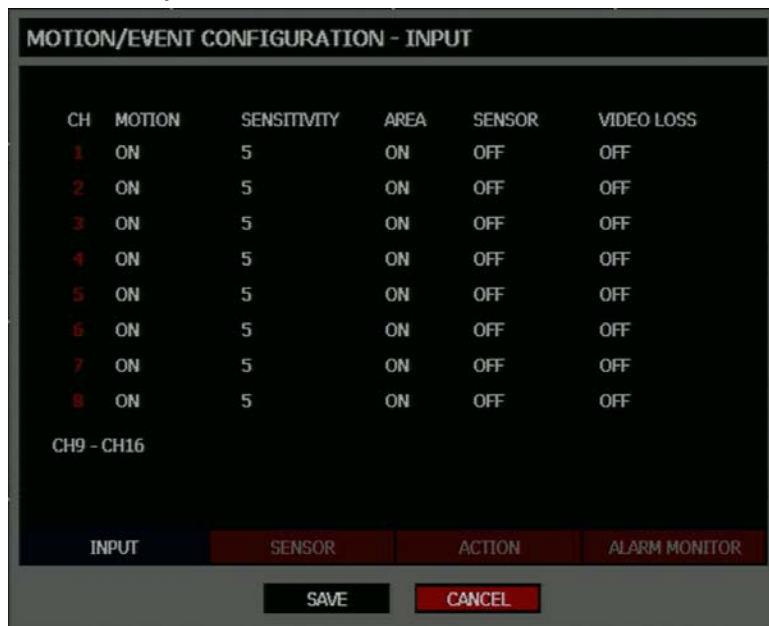 MOTION/EVENT CONFIGURATION - INPUT
CH MOTION SENSITIVITY AREA SENSOR VIDEO LOSS
1 ON 5 ON OFF OFF
2 ON 5 ON OFF OFF
3 ON 5 ON OFF OFF
4 ON 5 ON OFF OFF
5 ON 5 ON OFF OFF
6 ON 5 ON OFF OFF
7 ON 5 ON OFF OFF
8 ON 5 ON OFF OFF
CH9 - CH16
INPUT SENSOR ACTION ALARM MONITOR
SAVE CANCEL